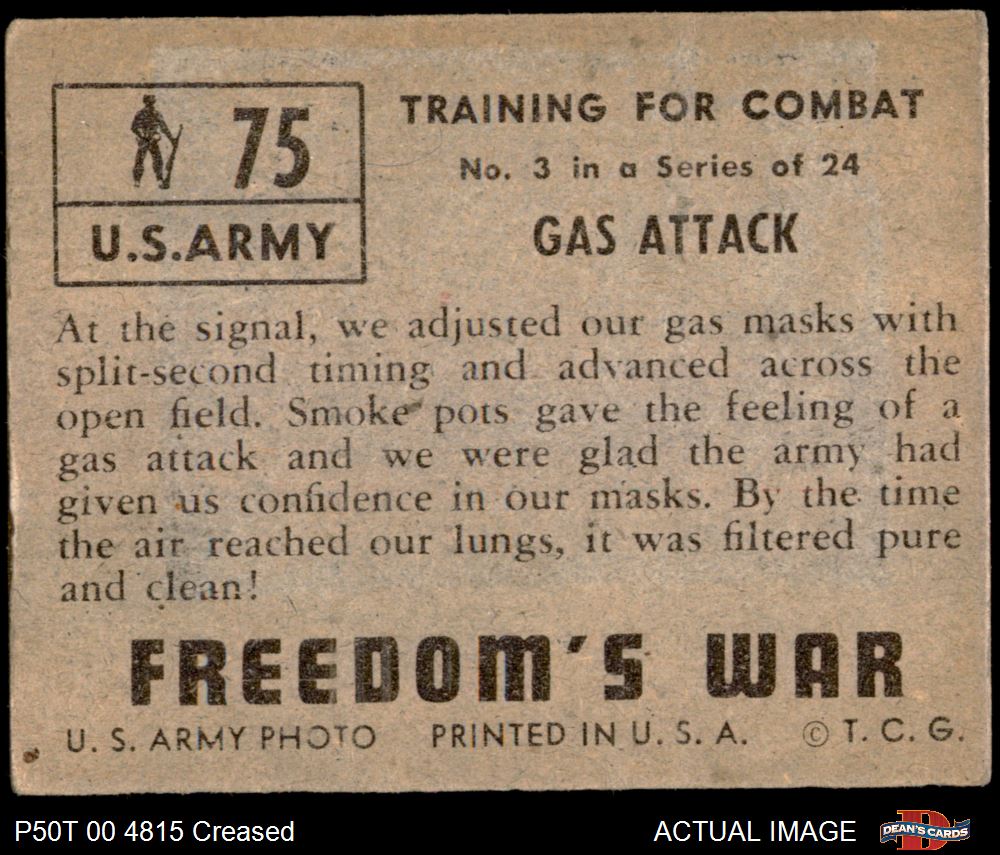 75
U.S.ARMY
TRAINING FOR COMBAT
No. 3 in a Series of 24
GAS ATTACK
At the signal, we adjusted our gas masks with
split-second timing and advanced across the
open field. Smoke pots gave the feeling of a
gas attack and we were glad the army had
given us confidence in our masks. By the time
the air reached our lungs, it was filtered pure
and clean!
FREEDOM'S WAR
U. S. ARMY PHOTO PRINTED IN U. S. A. © T. C. G.
P50T 00 4815 Creased
ACTUAL IMAGE
D
DEAN'S CARDS